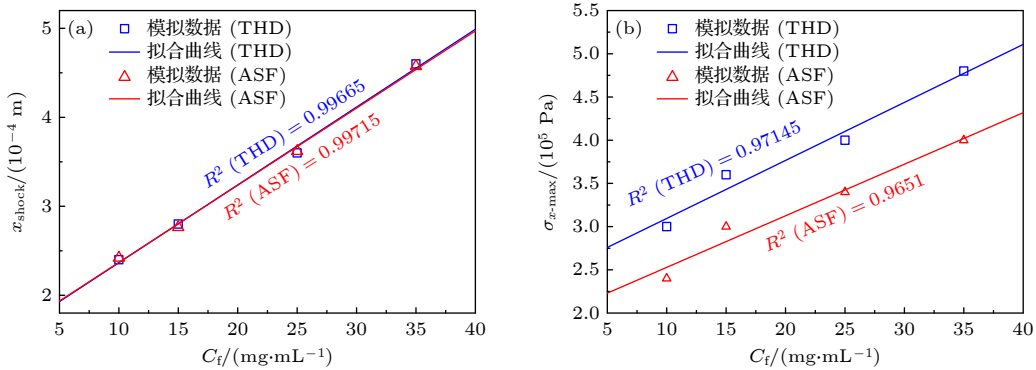 (a)
模拟数据 (THD)
拟合曲线 (THD)
模拟数据 (ASF)
拟合曲线 (ASF)
R² (THD) = 0.99665
R² (ASF) = 0.99715
5
4
3
2
x_shock/(10⁻⁴ m)
5 10 15 20 25 30 35 40
C_f/(mg·mL⁻¹)
(b)
模拟数据 (THD)
拟合曲线 (THD)
模拟数据 (ASF)
拟合曲线 (ASF)
R² (THD) = 0.97145
R² (ASF) = 0.9651
5.5
5.0
4.5
4.0
3.5
3.0
2.5
2.0
σ_x-max/(10⁵ Pa)
5 10 15 20 25 30 35 40
C_f/(mg·mL⁻¹)